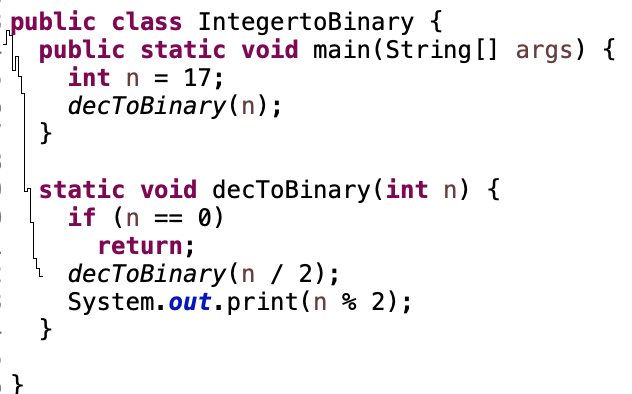 public class IntegertoBinary {
public static void main(String[] args) {
int n = 17;
decToBinary(n);
}
static void decToBinary(int n) {
if (n == 0)
return;
decToBinary(n / 2);
System.out.print(n % 2);
}
}